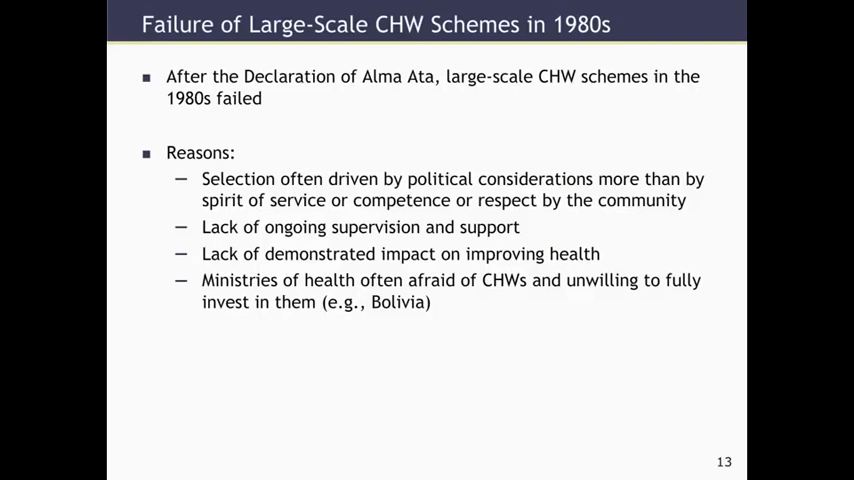 Failure of Large-Scale CHW Schemes in 1980s
■ After the Declaration of Alma Ata, large-scale CHW schemes in the
1980s failed
■ Reasons:
— Selection often driven by political considerations more than by
spirit of service or competence or respect by the community
— Lack of ongoing supervision and support
— Lack of demonstrated impact on improving health
— Ministries of health often afraid of CHWs and unwilling to fully
invest in them (e.g., Bolivia)
13